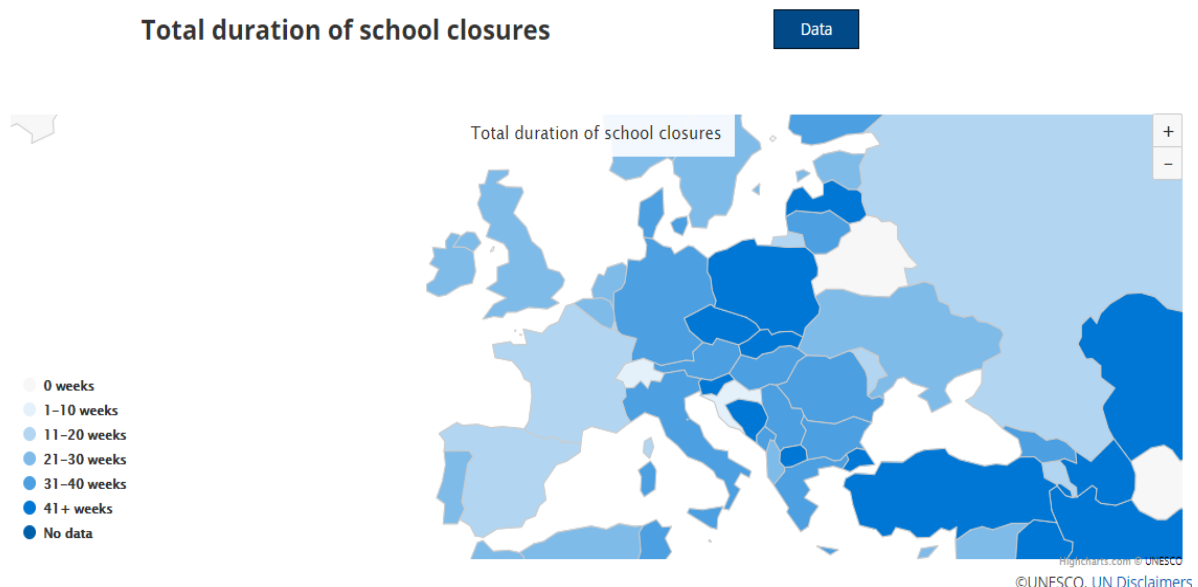 Total duration of school closures
Data
Total duration of school closures
+
−
0 weeks
1–10 weeks
11–20 weeks
21–30 weeks
31–40 weeks
41+ weeks
No data
Highcharts.com © UNESCO
©UNESCO, UN Disclaimers